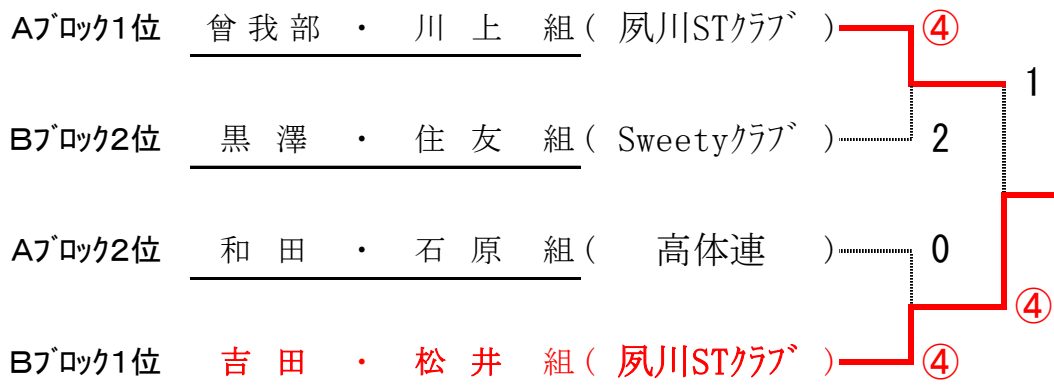 Aブロック1位 曾我部 ・ 川上 組( 夙川STクラブ ) ④
1
Bブロック2位 黒澤 ・ 住友 組( Sweetyクラブ ) 2
Aブロック2位 和田 ・ 石原 組( 高体連 ) 0
④
Bブロック1位 吉田 ・ 松井 組( 夙川STクラブ ) ④